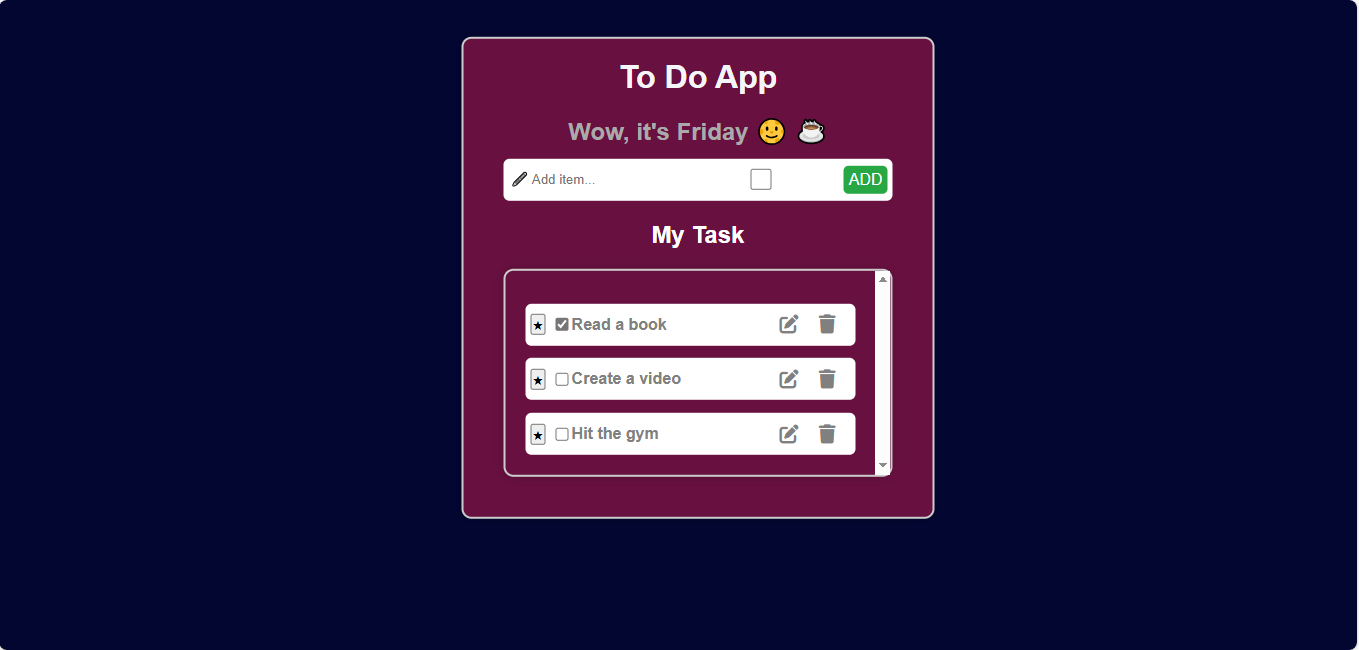 To Do App
Wow, it's Friday 🙂 ☕
Add item...
ADD
My Task
Read a book
Create a video
Hit the gym